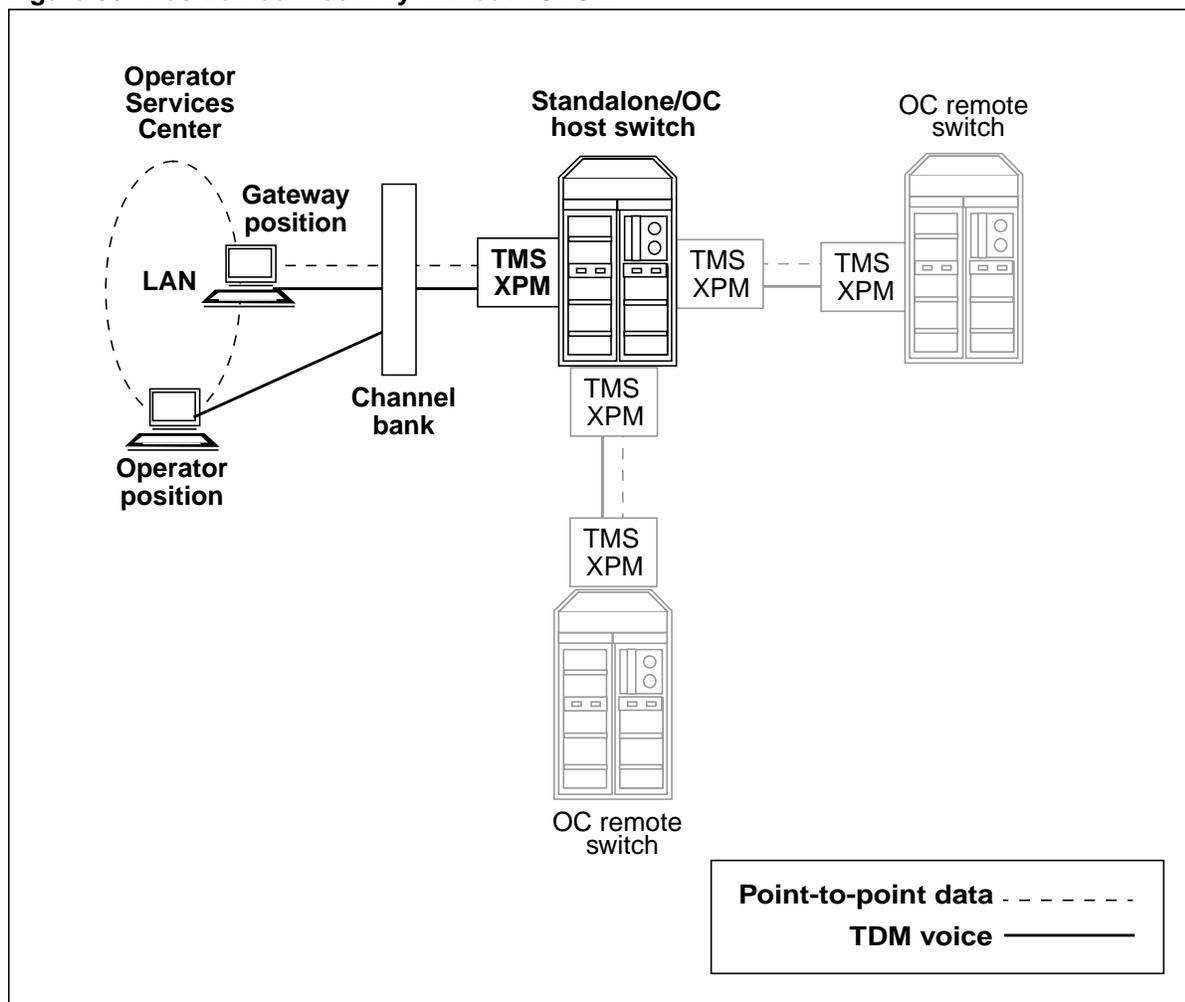 Operator
Services
Center
Standalone/OC
host switch
OC remote
switch
Gateway
position
LAN
TMS
XPM
TMS
XPM
TMS
XPM
TMS
XPM
Channel
bank
Operator
position
TMS
XPM
OC remote
switch
Point-to-point data
TDM voice